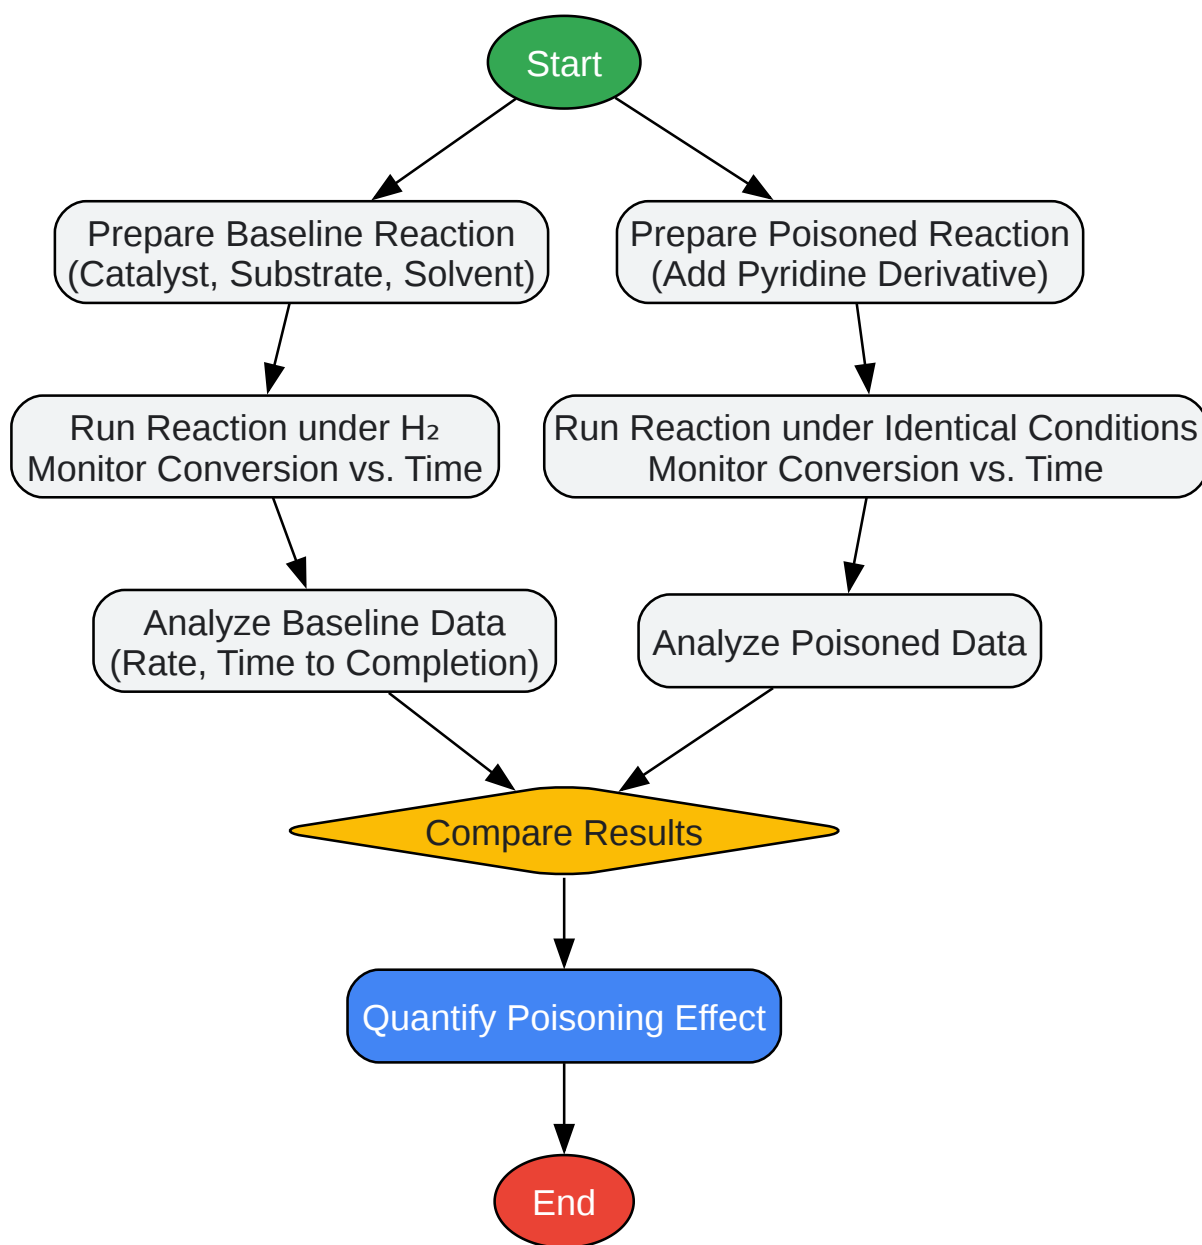 Start
Prepare Baseline Reaction
(Catalyst, Substrate, Solvent)
Prepare Poisoned Reaction
(Add Pyridine Derivative)
Run Reaction under H₂
Monitor Conversion vs. Time
Run Reaction under Identical Conditions
Monitor Conversion vs. Time
Analyze Baseline Data
(Rate, Time to Completion)
Analyze Poisoned Data
Compare Results
Quantify Poisoning Effect
End